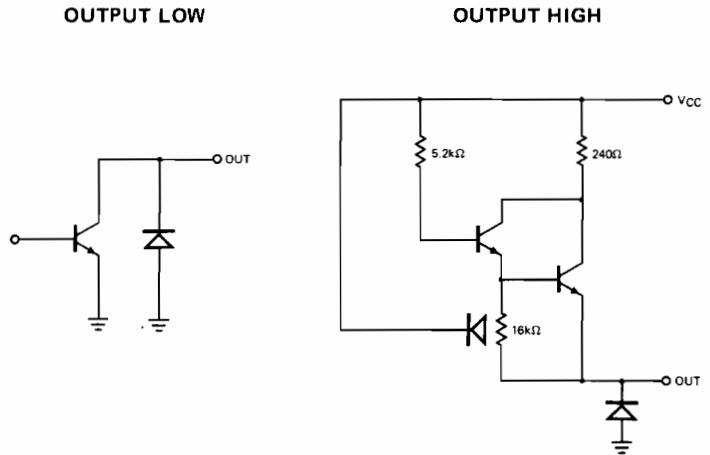 OUTPUT LOW
OUTPUT HIGH
VCC
5.2kΩ
240Ω
OUT
16kΩ
OUT